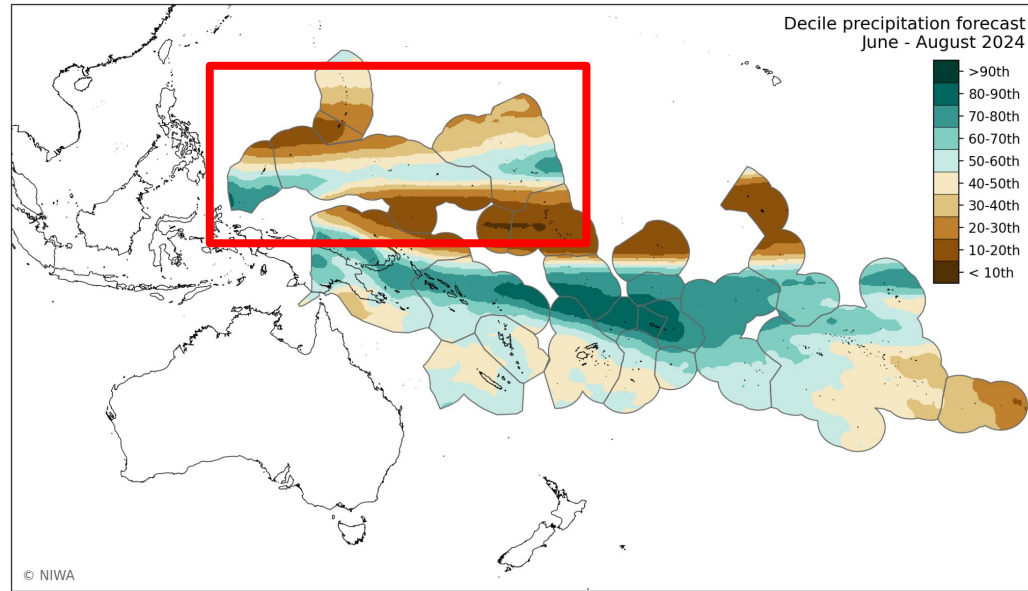 Decile precipitation forecast
June - August 2024
>90th
80-90th
70-80th
60-70th
50-60th
40-50th
30-40th
20-30th
10-20th
< 10th
© NIWA